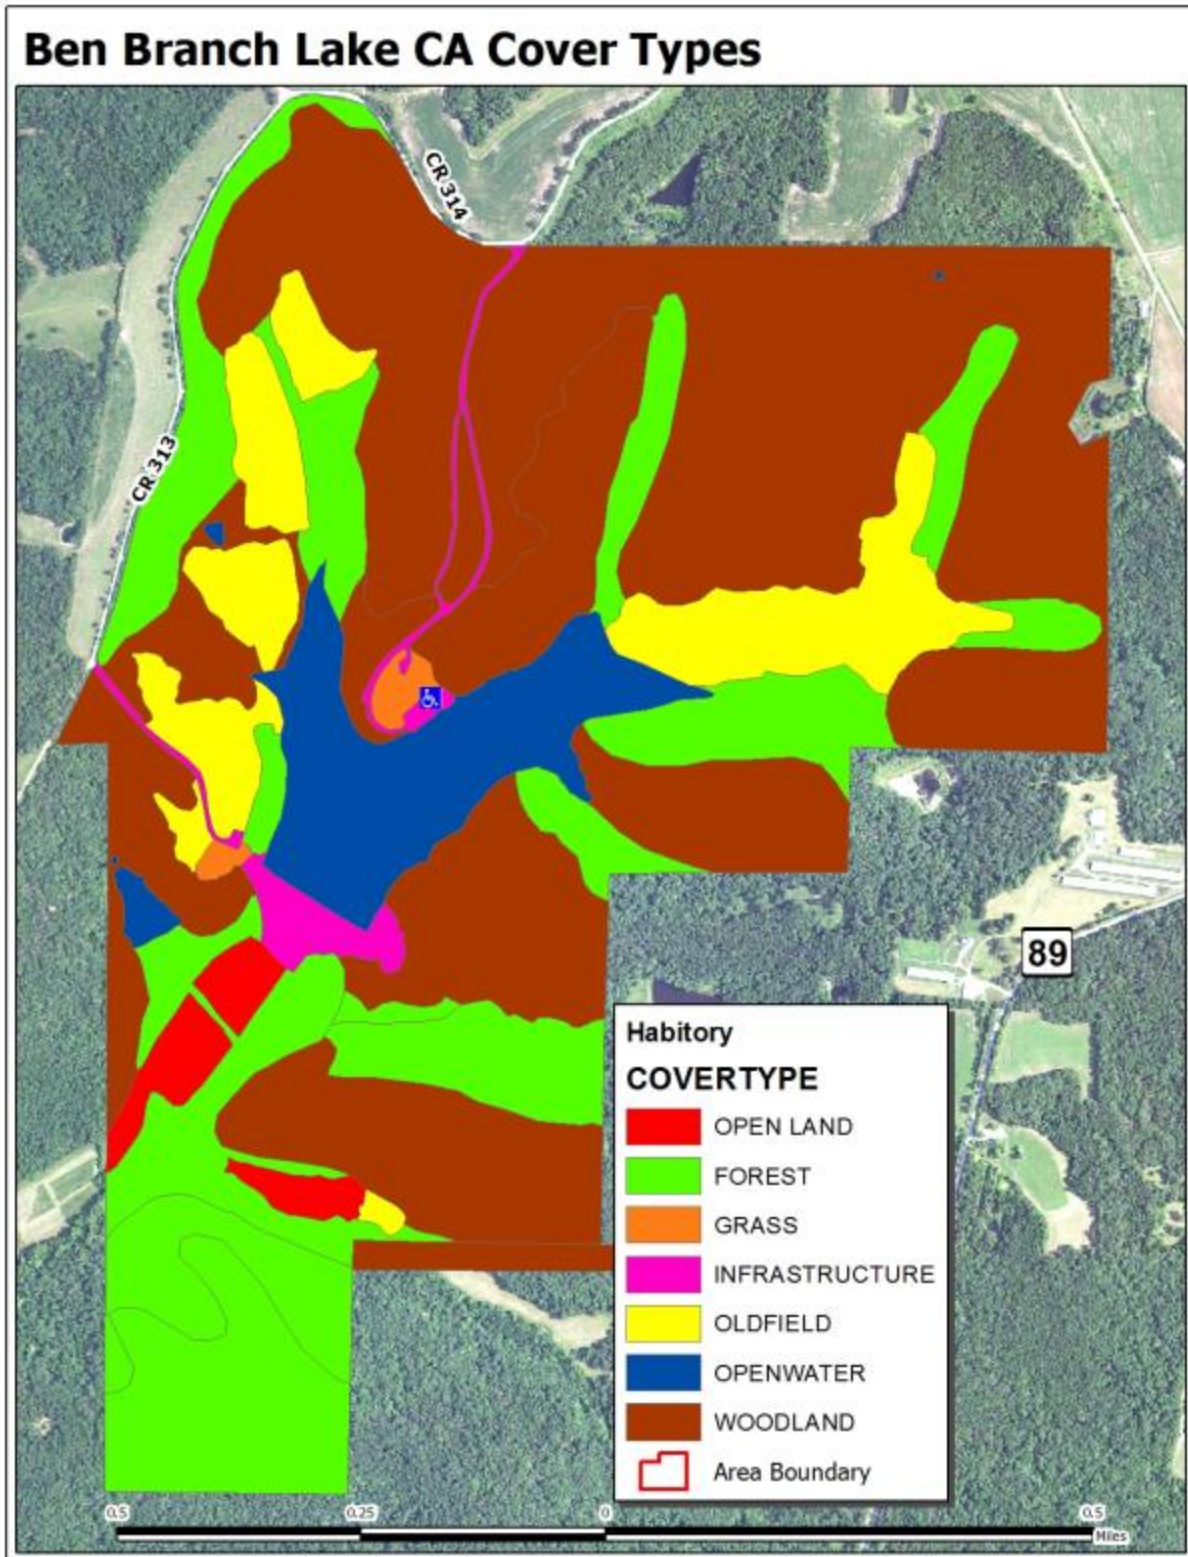 Ben Branch Lake CA Cover Types
CR 314
CR 313
89
Habitory
COVERTYPE
OPEN LAND
FOREST
GRASS
INFRASTRUCTURE
OLDFIELD
OPENWATER
WOODLAND
Area Boundary
0.5 0.25 0 0.5
Miles